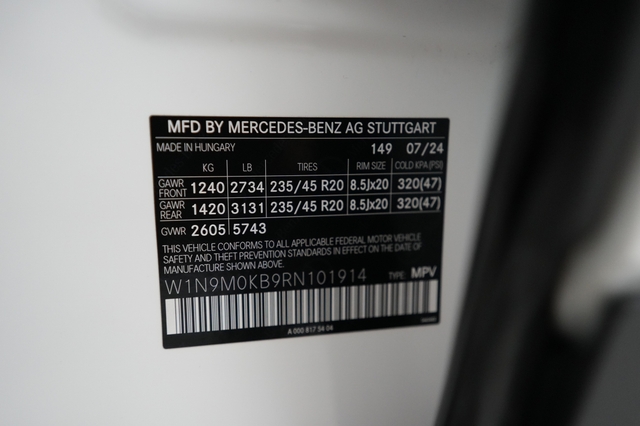 MFD BY MERCEDES-BENZ AG STUTTGART
MADE IN HUNGARY 149 07/24
KG LB TIRES RIM SIZE COLD KPA (PSI)
GAWR FRONT 1240 2734 235/45 R20 8.5Jx20 320(47)
GAWR REAR 1420 3131 235/45 R20 8.5Jx20 320(47)
GVWR 2605 5743
THIS VEHICLE CONFORMS TO ALL APPLICABLE FEDERAL MOTOR VEHICLE
SAFETY AND THEFT PREVENTION STANDARDS IN EFFECT ON THE DATE OF
MANUFACTURE SHOWN ABOVE.
W1N9M0KB9RN101914 TYPE: MPV
A 000 817 54 04